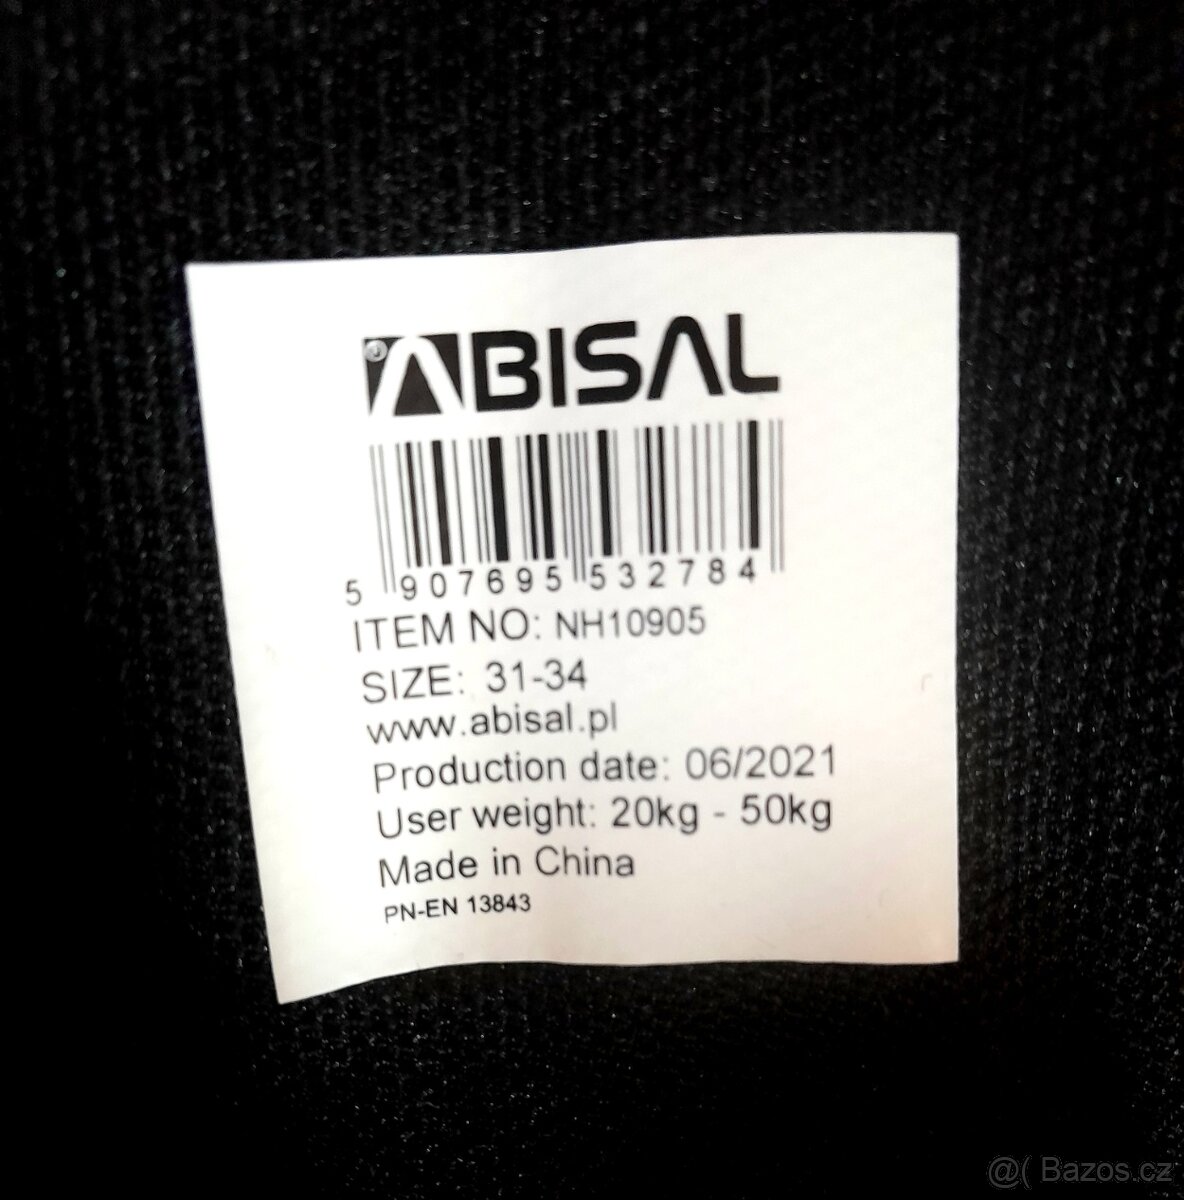 ABISAL
5 907695 532784
ITEM NO: NH10905
SIZE: 31-34
www.abisal.pl
Production date: 06/2021
User weight: 20kg - 50kg
Made in China
PN-EN 13843
@( Bazos.cz